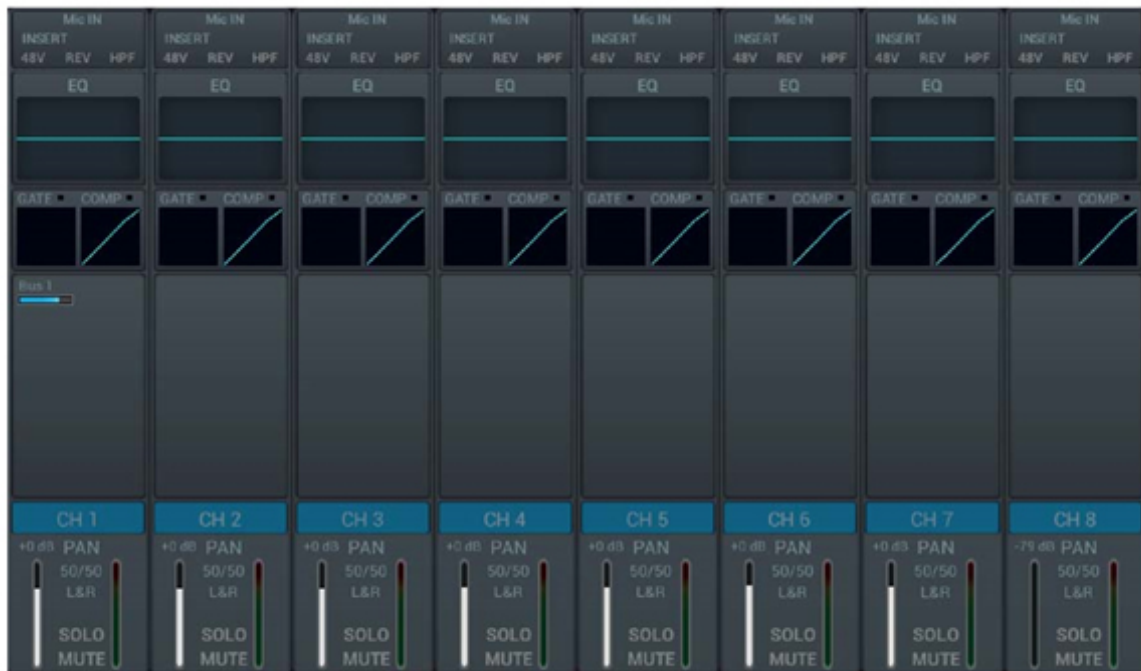 Mic IN Mic IN Mic IN Mic IN Mic IN Mic IN Mic IN Mic IN
INSERT INSERT INSERT INSERT INSERT INSERT INSERT INSERT
48V REV HPF 48V REV HPF 48V REV HPF 48V REV HPF 48V REV HPF 48V REV HPF 48V REV HPF 48V REV HPF
EQ EQ EQ EQ EQ EQ EQ EQ
GATE COMP GATE COMP GATE COMP GATE COMP GATE COMP GATE COMP GATE COMP GATE COMP
Bus 1
CH 1 CH 2 CH 3 CH 4 CH 5 CH 6 CH 7 CH 8
+0 dB PAN +0 dB PAN +0 dB PAN +0 dB PAN +0 dB PAN +0 dB PAN +0 dB PAN -79 dB PAN
50/50 50/50 50/50 50/50 50/50 50/50 50/50 50/50
L&R L&R L&R L&R L&R L&R L&R L&R
SOLO SOLO SOLO SOLO SOLO SOLO SOLO SOLO
MUTE MUTE MUTE MUTE MUTE MUTE MUTE MUTE